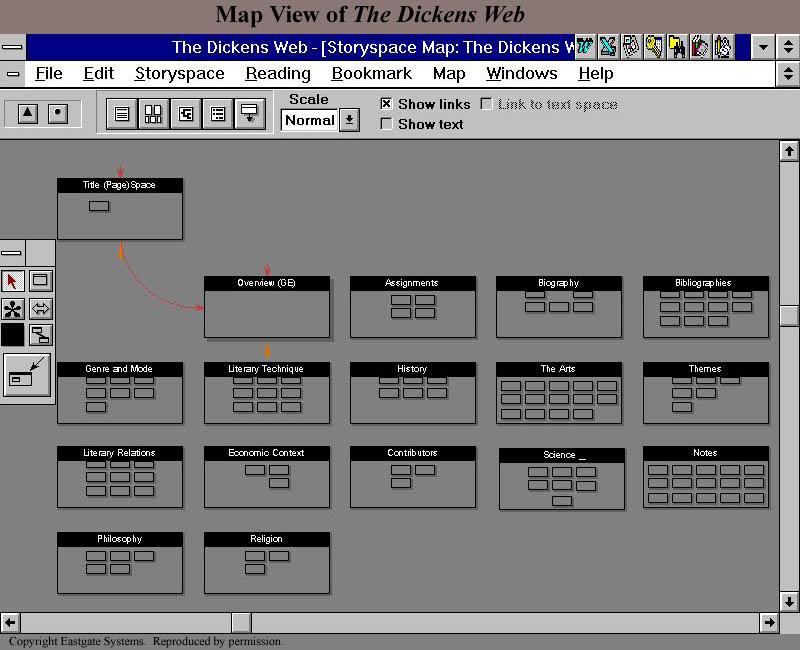 Map View of The Dickens Web
The Dickens Web - [Storyspace Map: The Dickens W
File Edit Storyspace Reading Bookmark Map Windows Help
Scale
Normal
Show links
Link to text space
Show text
Title (Page) Space
Overview (GE)
Assignments
Biography
Bibliographies
Genre and Mode
Literary Technique
History
The Arts
Themes
Literary Relations
Economic Context
Contributors
Science _
Notes
Philosophy
Religion
Copyright Eastgate Systems. Reproduced by permission.